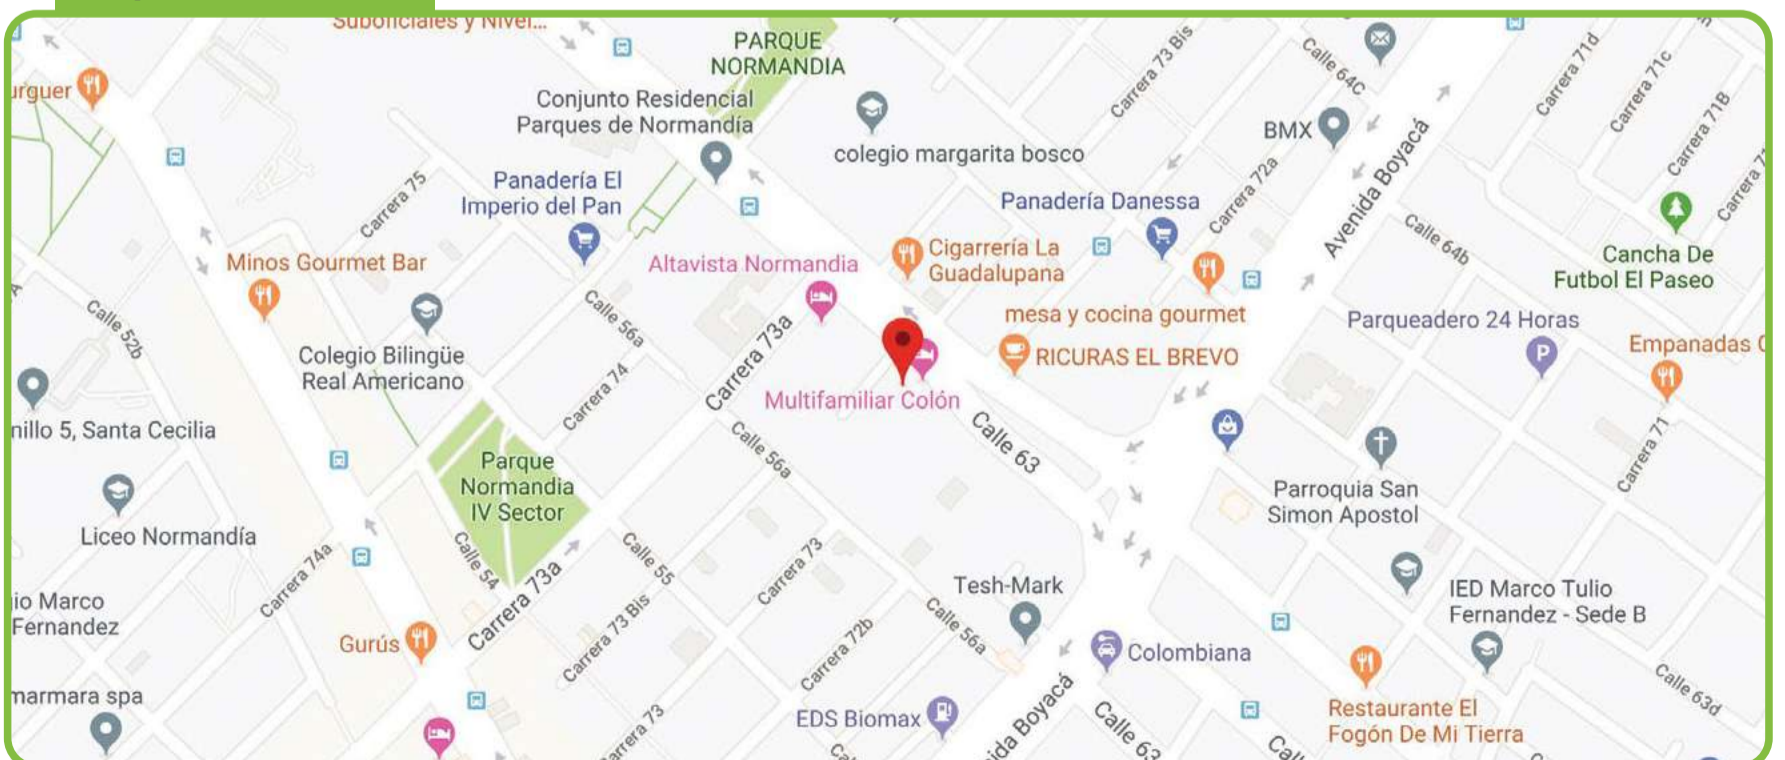 Suboficiales y Nivel...
PARQUE
NORMANDIA
Conjunto Residencial
Parques de Normandía
colegio margarita bosco
Carrera 73 Bis
Calle 64C
BMX
Carrera 71d
Carrera 71c
Carrera 71B
urguer
Carrera 75
Panadería El
Imperio del Pan
Panadería Danessa
Carrera 72a
Avenida Boyacá
Calle 64b
Cancha De
Futbol El Paseo
Minos Gourmet Bar
Altavista Normandia
Cigarrería La
Guadalupana
mesa y cocina gourmet
RICURAS EL BREVO
Parqueadero 24 Horas
P
Empanadas
Calle 52b
Calle 56a
Colegio Bilingüe
Real Americano
Carrera 74
Carrera 73a
Multifamiliar Colón
Calle 63
Calle 56a
nillo 5, Santa Cecilia
Parque
Normandia
IV Sector
Carrera 71
Parroquia San
Simon Apostol
Liceo Normandía
Carrera 74a
Calle 54
Carrera 73a
Calle 55
Carrera 73
Carrera 73 Bis
Tesh-Mark
Calle 56a
IED Marco Tulio
Fernandez - Sede B
io Marco
Fernandez
Gurús
Carrera 72b
Colombiana
Calle 63d
marmara spa
arrera 73
EDS Biomax
ida Boyacá
Calle 63
Restaurante El
Fogón De Mi Tierra